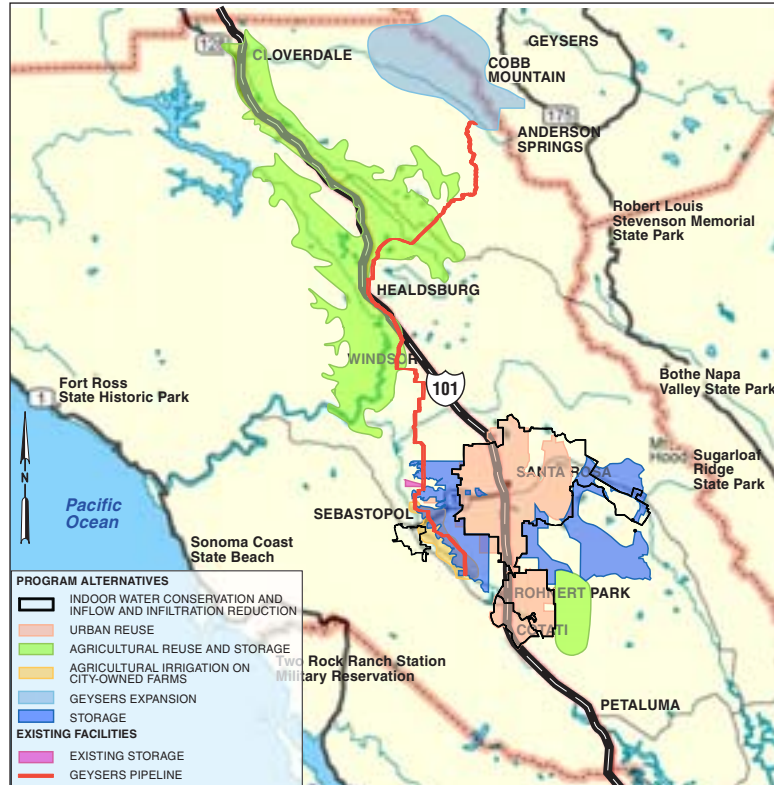 GEYSERS
128
CLOVERDALE
COBB
MOUNTAIN
175
ANDERSON
SPRINGS
Robert Louis
Stevenson Memorial
State Park
HEALDSBURG
WINDSOR
101
Bothe Napa
Valley State Park
1
Fort Ross
State Historic Park
Mt.
Hood
Sugarloaf
Ridge
State Park
SANTA ROSA
N
Pacific
Ocean
SEBASTOPOL
Sonoma Coast
State Beach
ROHNERT PARK
COTATI
Two Rock Ranch Station
Military Reservation
PETALUMA
PROGRAM ALTERNATIVES
INDOOR WATER CONSERVATION AND
INFLOW AND INFILTRATION REDUCTION
URBAN REUSE
AGRICULTURAL REUSE AND STORAGE
AGRICULTURAL IRRIGATION ON
CITY-OWNED FARMS
GEYSERS EXPANSION
STORAGE
EXISTING FACILITIES
EXISTING STORAGE
GEYSERS PIPELINE